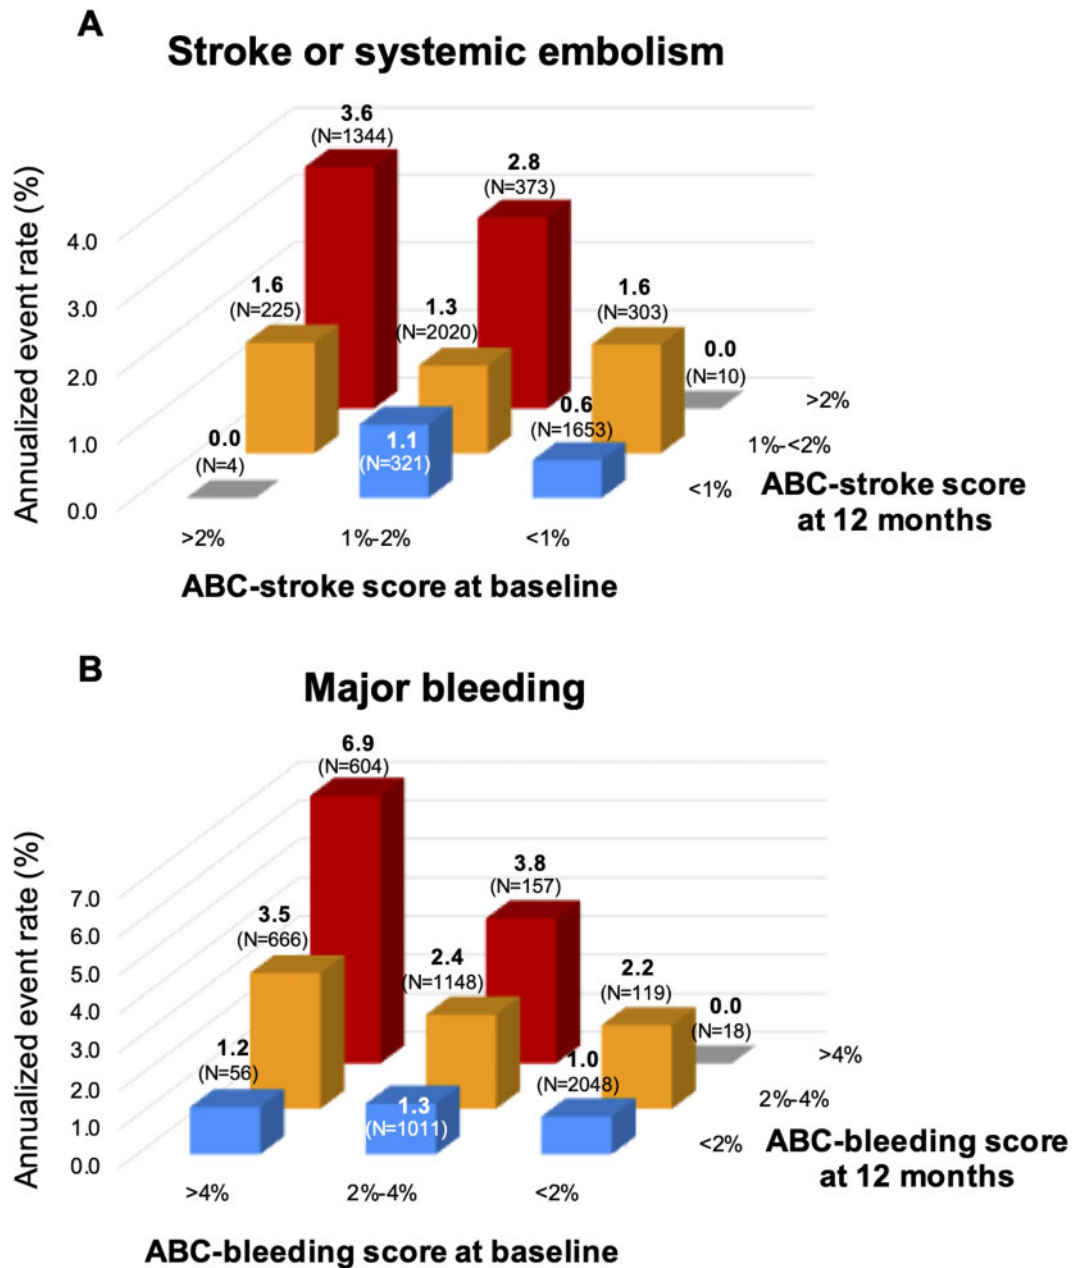 A
Stroke or systemic embolism
Annualized event rate (%)
4.0
3.0
2.0
1.0
0.0
3.6
(N=1344)
2.8
(N=373)
0.0
(N=10)
1.6
(N=225)
1.3
(N=2020)
1.6
(N=303)
0.0
(N=4)
1.1
(N=321)
0.6
(N=1653)
>2%
1%-<2%
<1%
ABC-stroke score
at 12 months
>2%
1%-2%
<1%
ABC-stroke score at baseline
B
Major bleeding
Annualized event rate (%)
7.0
6.0
5.0
4.0
3.0
2.0
1.0
0.0
6.9
(N=604)
3.8
(N=157)
0.0
(N=18)
3.5
(N=666)
2.4
(N=1148)
2.2
(N=119)
1.2
(N=56)
1.3
(N=1011)
1.0
(N=2048)
>4%
2%-4%
<2%
ABC-bleeding score
at 12 months
>4%
2%-4%
<2%
ABC-bleeding score at baseline